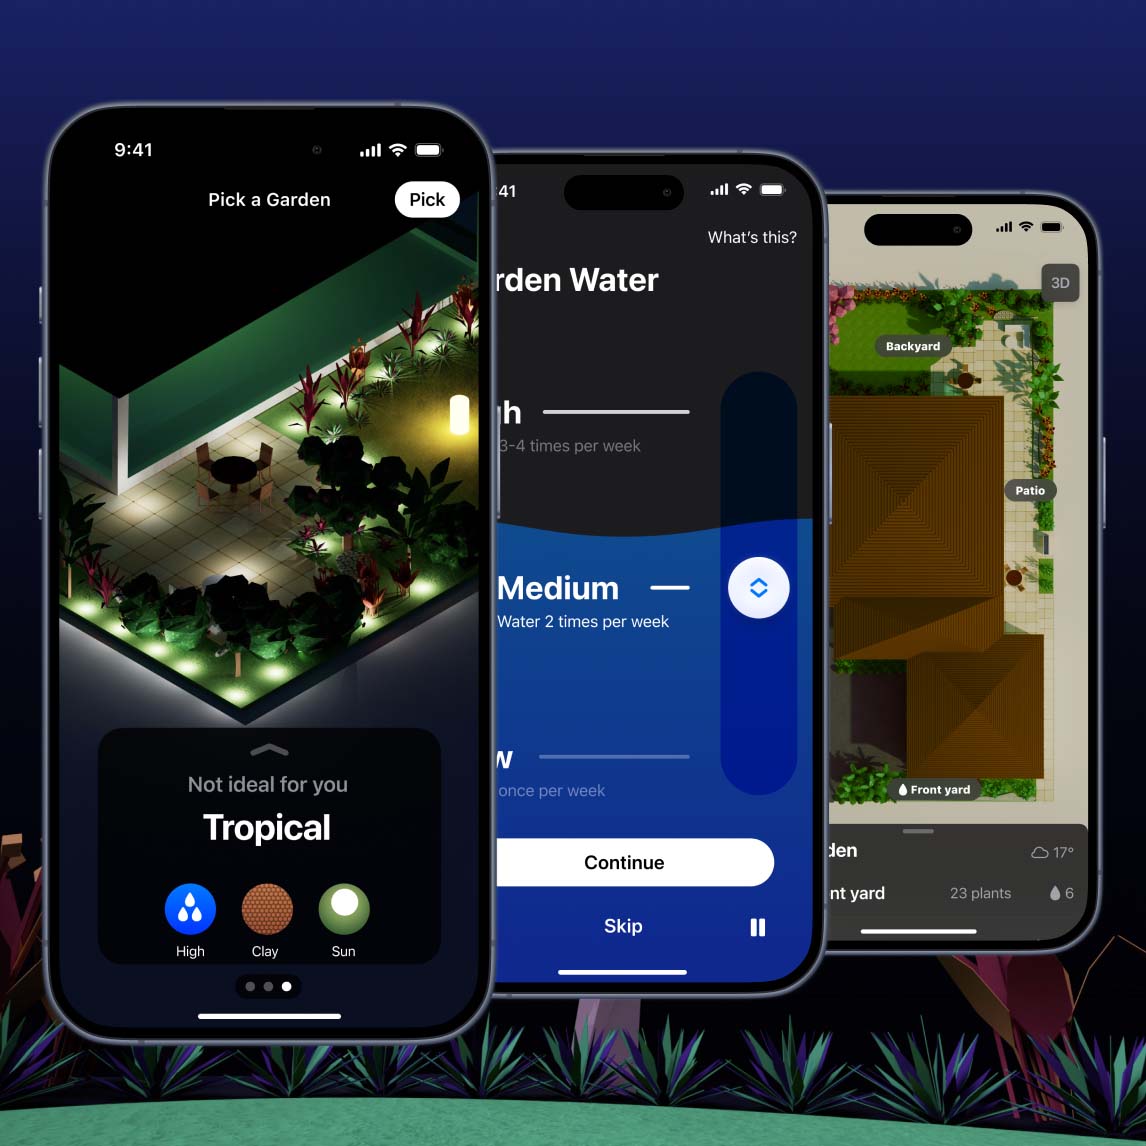 9:41
Pick a Garden
Pick
Not ideal for you
Tropical
High
Clay
Sun
41
What's this?
rden Water
h
3-4 times per week
Medium
Water 2 times per week
w
once per week
Continue
Skip
3D
Backyard
Patio
Front yard
den
17°
nt yard
23 plants
6